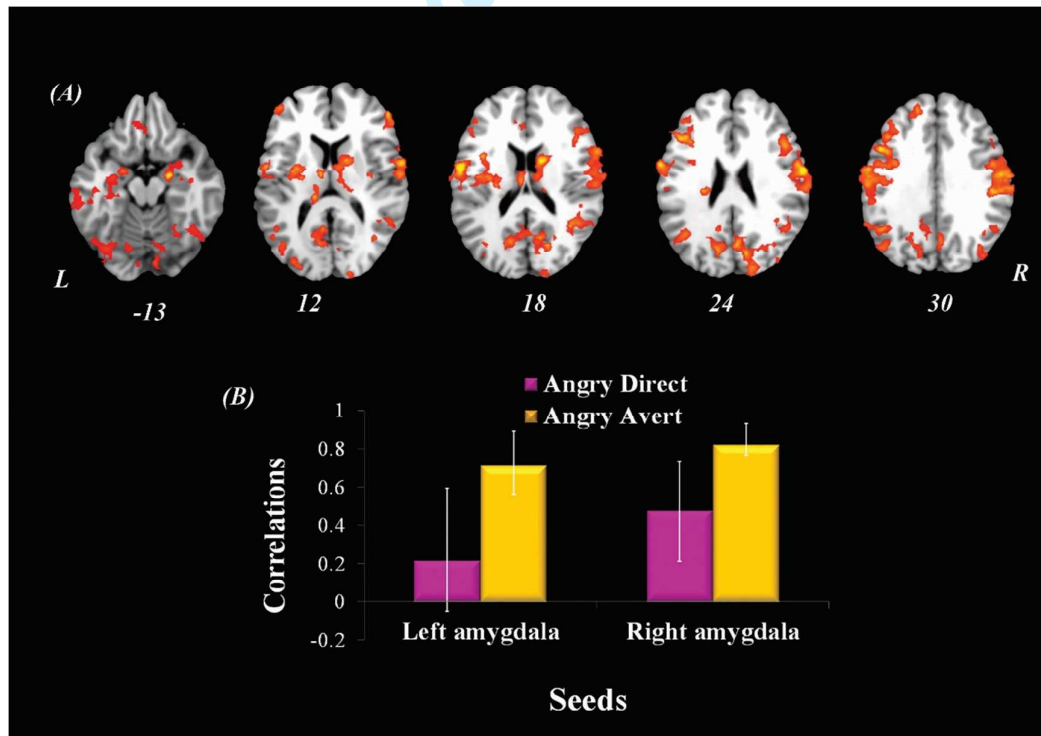 (A)
L
R
-13
12
18
24
30
(B)
Angry Direct
Angry Avert
Correlations
1
0.8
0.6
0.4
0.2
0
-0.2
Left amygdala
Right amygdala
Seeds